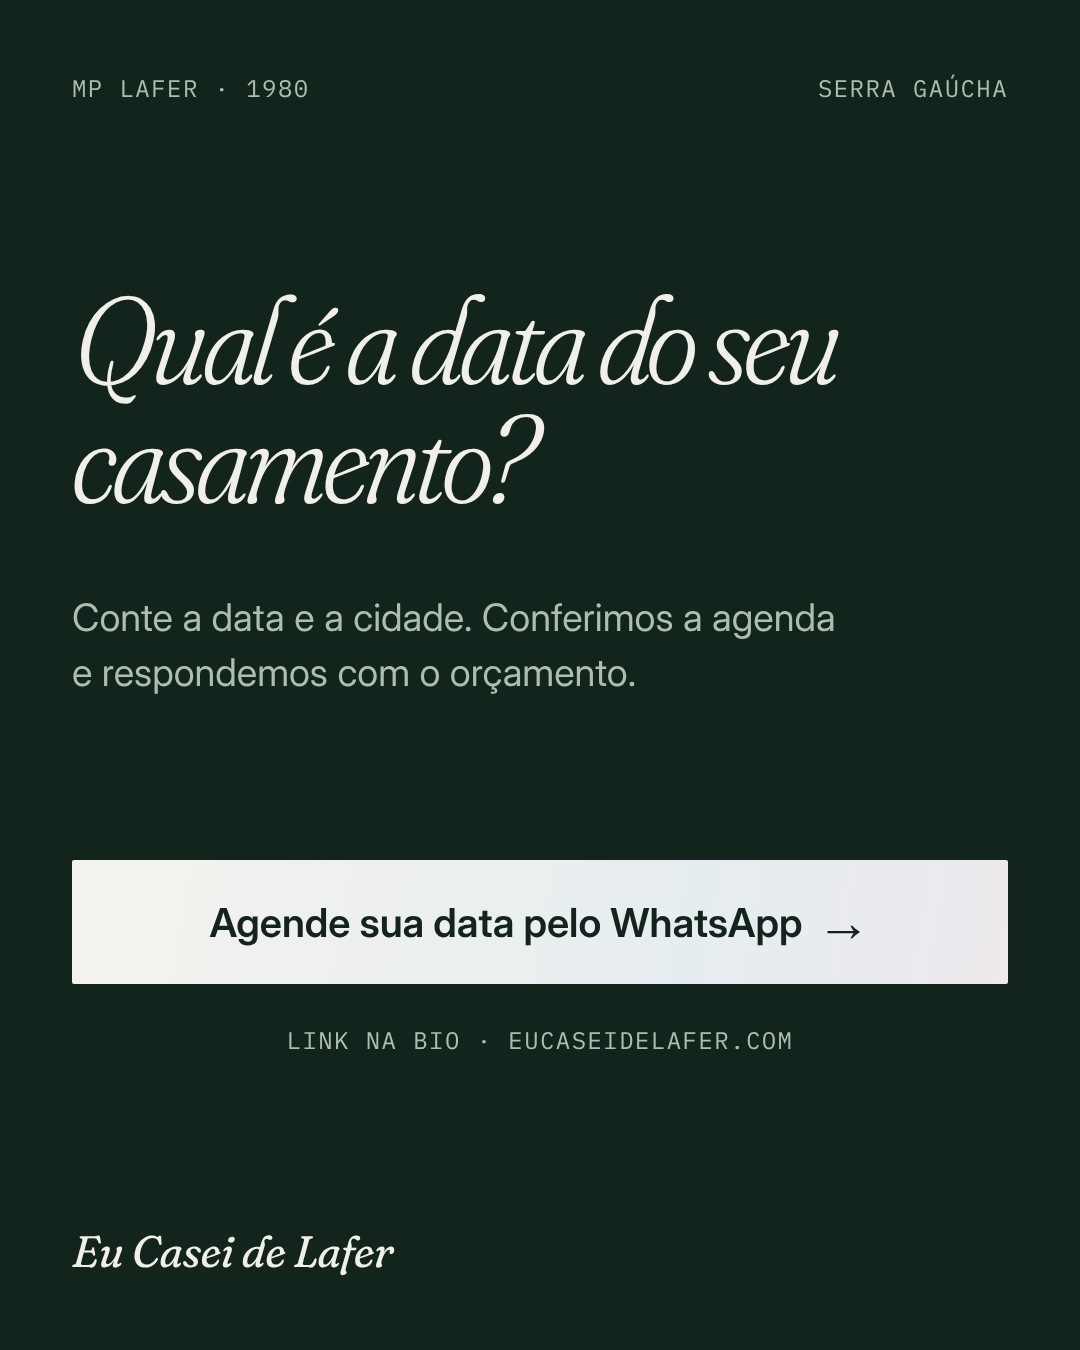 MP LAFER · 1980
SERRA GAÚCHA
Qual é a data do seu
casamento?
Conte a data e a cidade. Conferimos a agenda
e respondemos com o orçamento.
Agende sua data pelo WhatsApp →
LINK NA BIO · EUCASEIDELAFER.COM
Eu Casei de Lafer